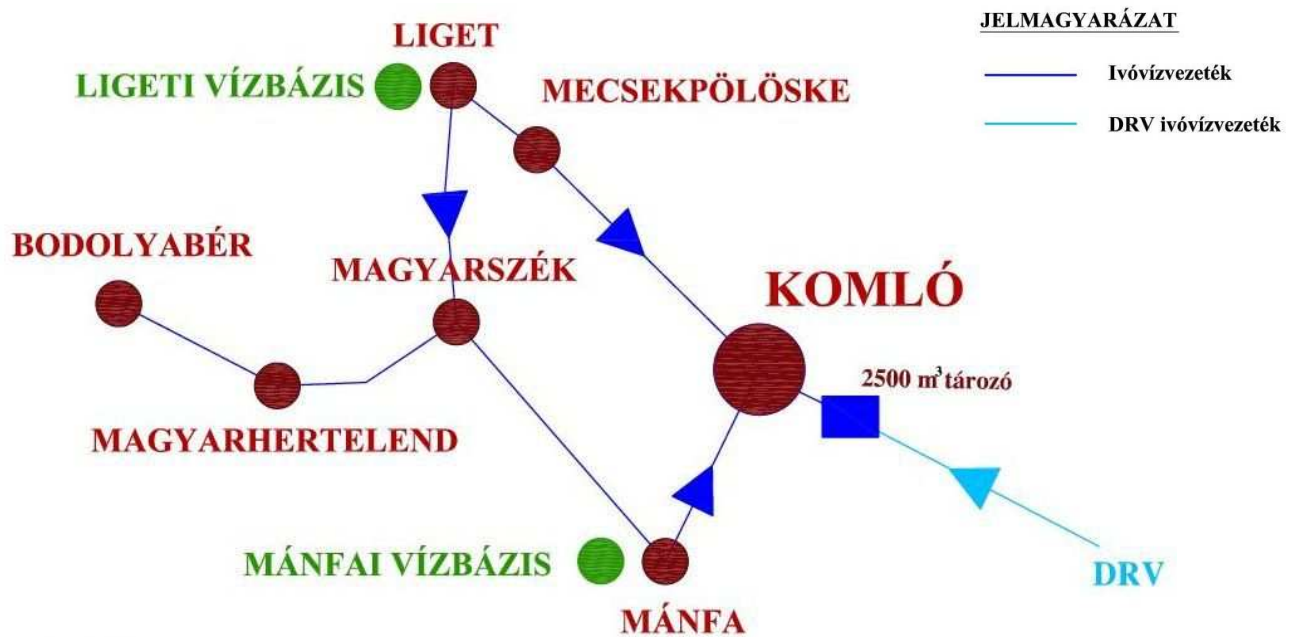 JELMAGYARÁZAT
Ivóvízvezeték
DRV ivóvízvezeték
LIGET
LIGETI VÍZBÁZIS
MECSEKPÖLÖSKE
BODOLYABÉR
MAGYARSZÉK
KOMLÓ
2500 m³ tározó
MAGYARHERTELEND
MÁNFAI VÍZBÁZIS
DRV
MÁNFA